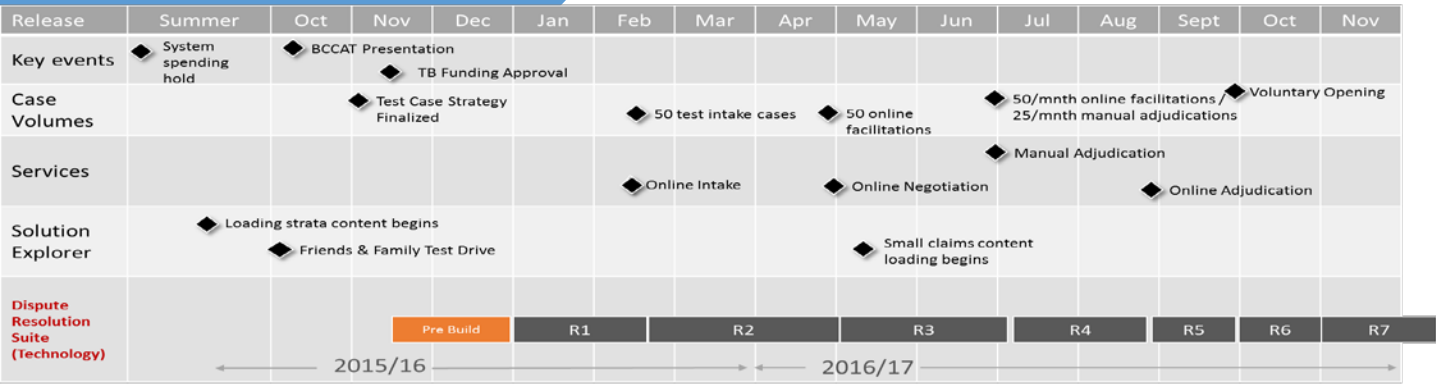 Release Summer Oct Nov Dec Jan Feb Mar Apr May Jun Jul Aug Sept Oct Nov
Key events
System
spending
hold
BCCAT Presentation
TB Funding Approval
Case
Volumes
Test Case Strategy
Finalized
50 test intake cases
50 online
facilitations
50/mnth online facilitations /
25/mnth manual adjudications
Voluntary Opening
Services
Manual Adjudication
Online Intake
Online Negotiation
Online Adjudication
Solution
Explorer
Loading strata content begins
Friends & Family Test Drive
Small claims content
loading begins
Dispute
Resolution
Suite
(Technology)
Pre Build R1 R2 R3 R4 R5 R6 R7
2015/16 2016/17